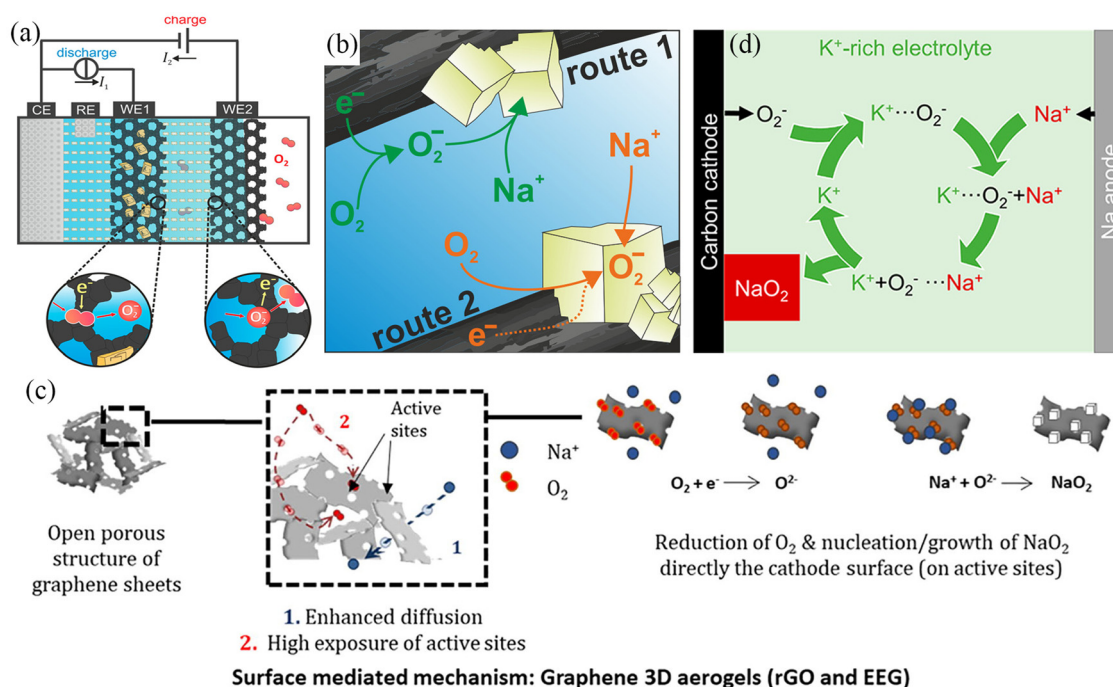 (a)
charge
discharge
I₂
I₁
CE
RE
WE1
WE2
O₂
e⁻
O₂⁻
e⁻
O₂⁻
(b)
route 1
e⁻
O₂⁻
Na⁺
O₂
Na⁺
O₂
O₂⁻
route 2
e⁻
(d)
K⁺-rich electrolyte
Carbon cathode
Na anode
O₂⁻
K⁺···O₂⁻
Na⁺
K⁺
K⁺···O₂⁻+Na⁺
NaO₂
K⁺+O₂⁻ ···Na⁺
(c)
Open porous
structure of
graphene sheets
2
Active
sites
1
Na⁺
O₂
1. Enhanced diffusion
2. High exposure of active sites
O₂ + e⁻ → O²⁻
Na⁺ + O²⁻ → NaO₂
Reduction of O₂ & nucleation/growth of NaO₂
directly the cathode surface (on active sites)
Surface mediated mechanism: Graphene 3D aerogels (rGO and EEG)